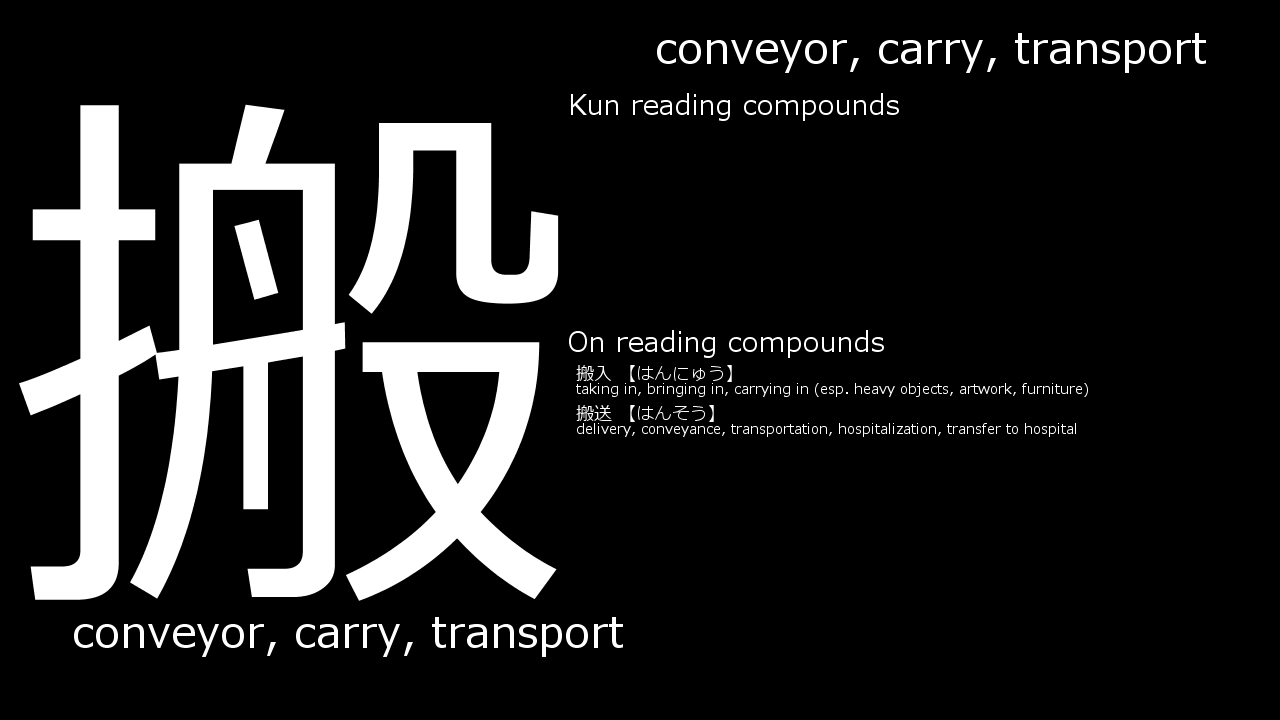 conveyor, carry, transport
搬
Kun reading compounds
On reading compounds
搬入 【はんにゅう】
taking in, bringing in, carrying in (esp. heavy objects, artwork, furniture)
搬送 【はんそう】
delivery, conveyance, transportation, hospitalization, transfer to hospital
conveyor, carry, transport